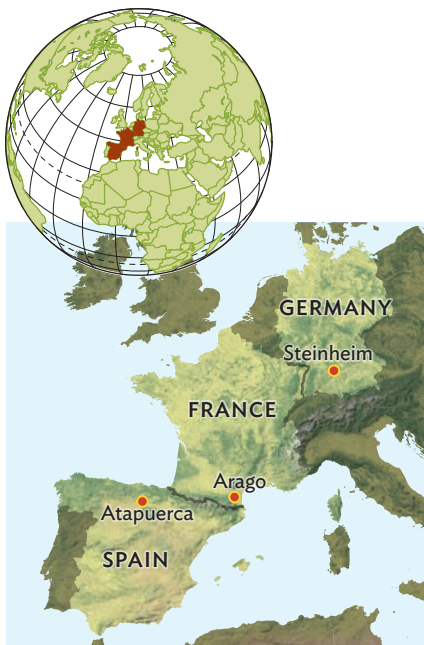 GERMANY
Steinheim
FRANCE
Arago
Atapuerca
SPAIN